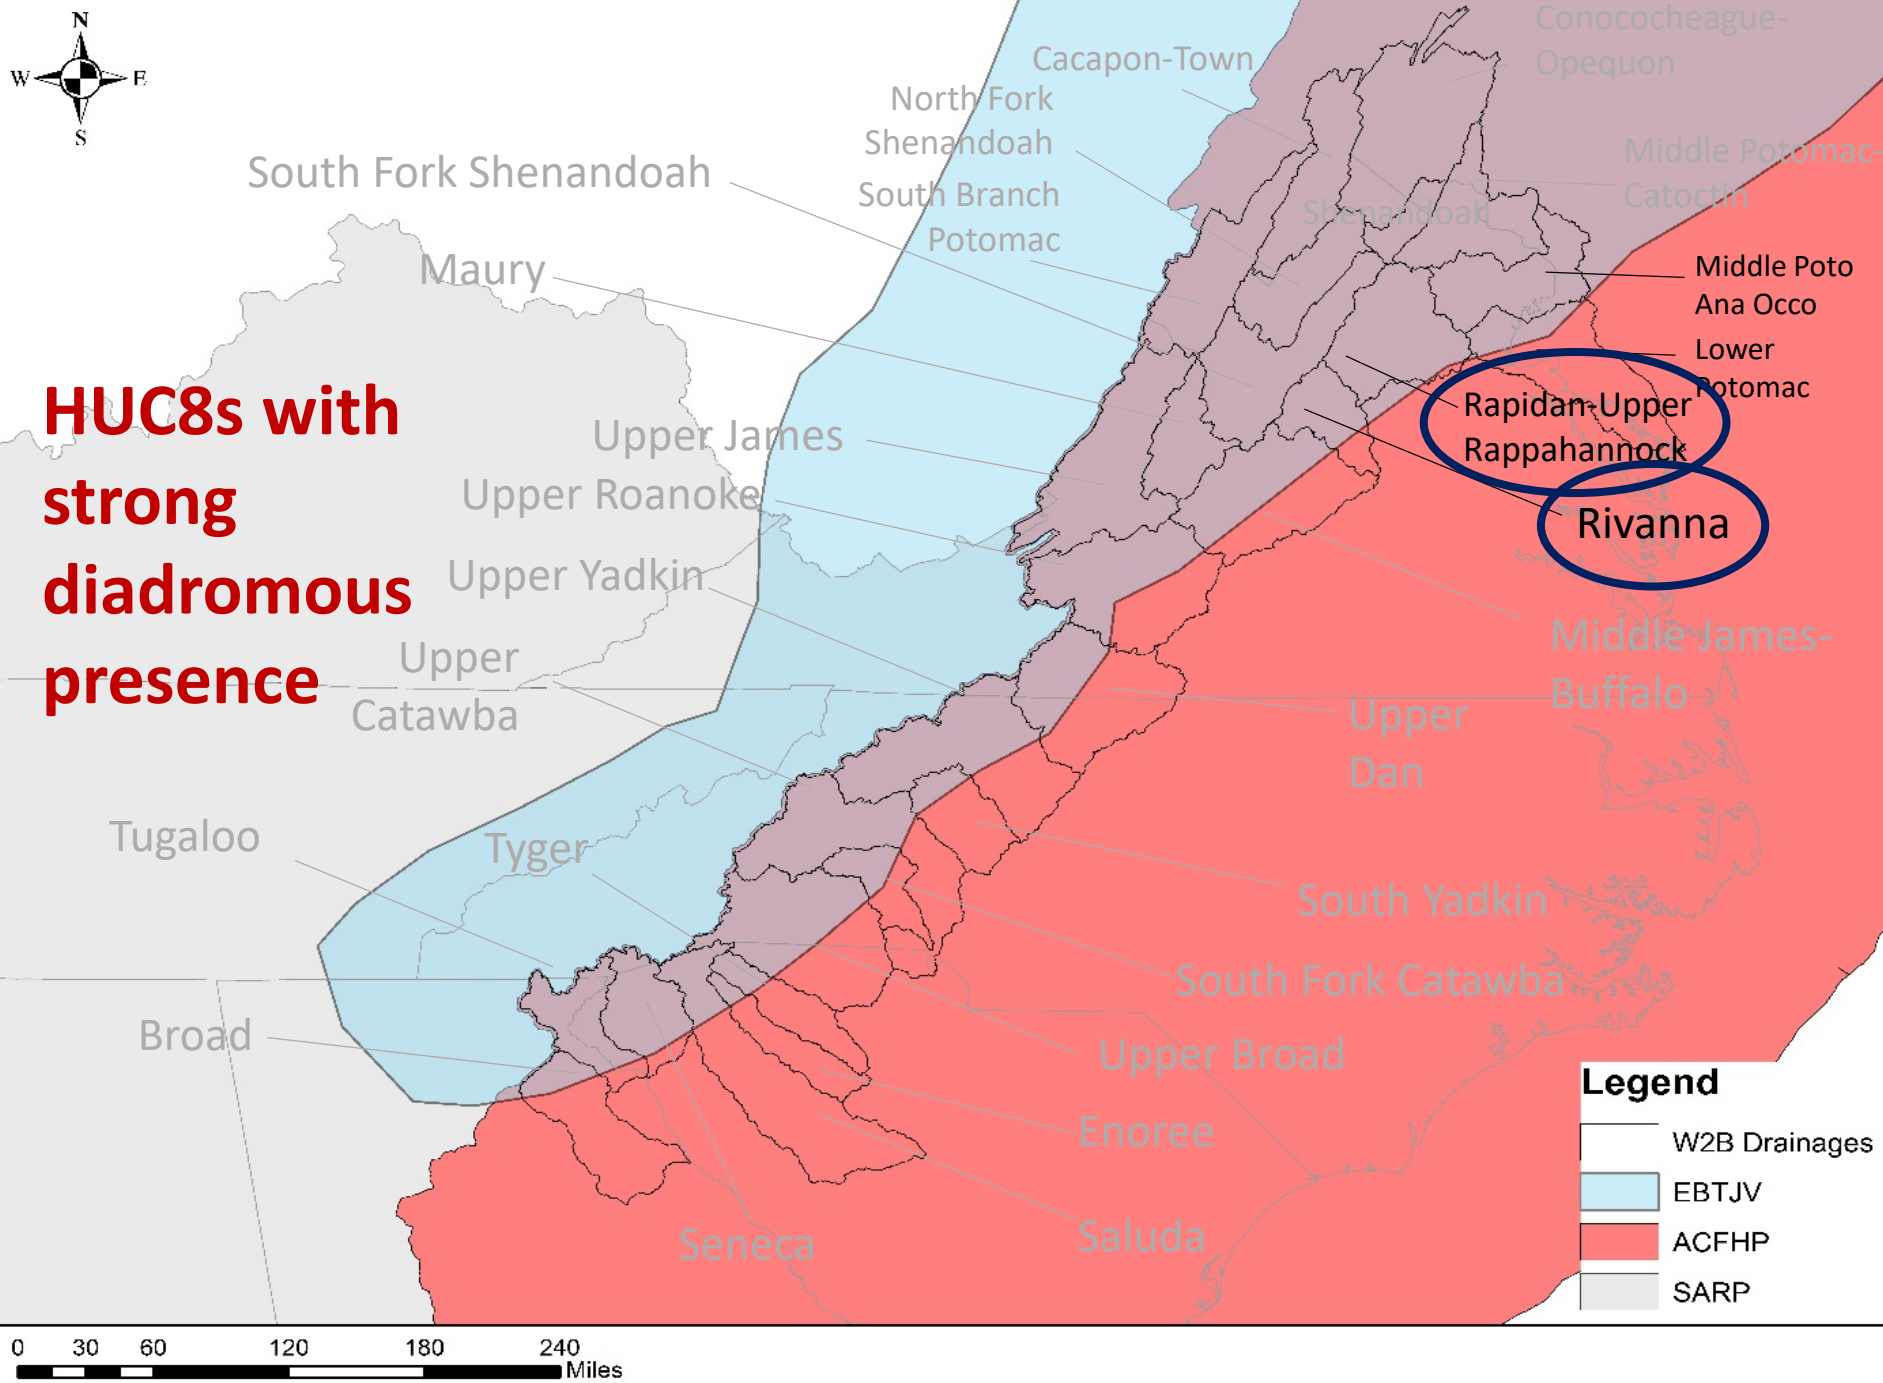 N
W E
S
Conococheague-
Opequon
Cacapon-Town
North Fork
Shenandoah
Middle Potomac-
Catoctin
South Fork Shenandoah
South Branch
Potomac
Shenandoah
Maury
Middle Poto
Ana Occo
Lower
Potomac
HUC8s with
strong
diadromous
presence
Rapidan-Upper
Rappahannock
Upper James
Upper Roanoke
Rivanna
Upper Yadkin
Middle James-
Buffalo
Upper
Catawba
Upper
Dan
Tugaloo
Tyger
South Yadkin
South Fork Catawba
Broad
Upper Broad
Enoree
Saluda
Seneca
Legend
W2B Drainages
EBTJV
ACFHP
SARP
0 30 60 120 180 240
Miles